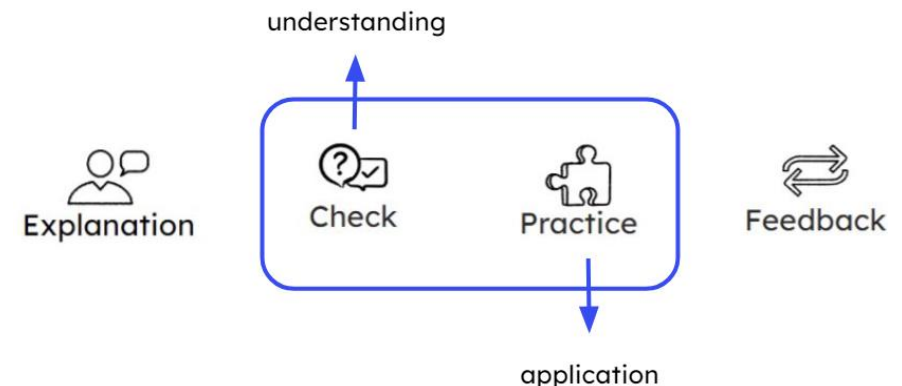 understanding
Explanation
Check
Practice
Feedback
application